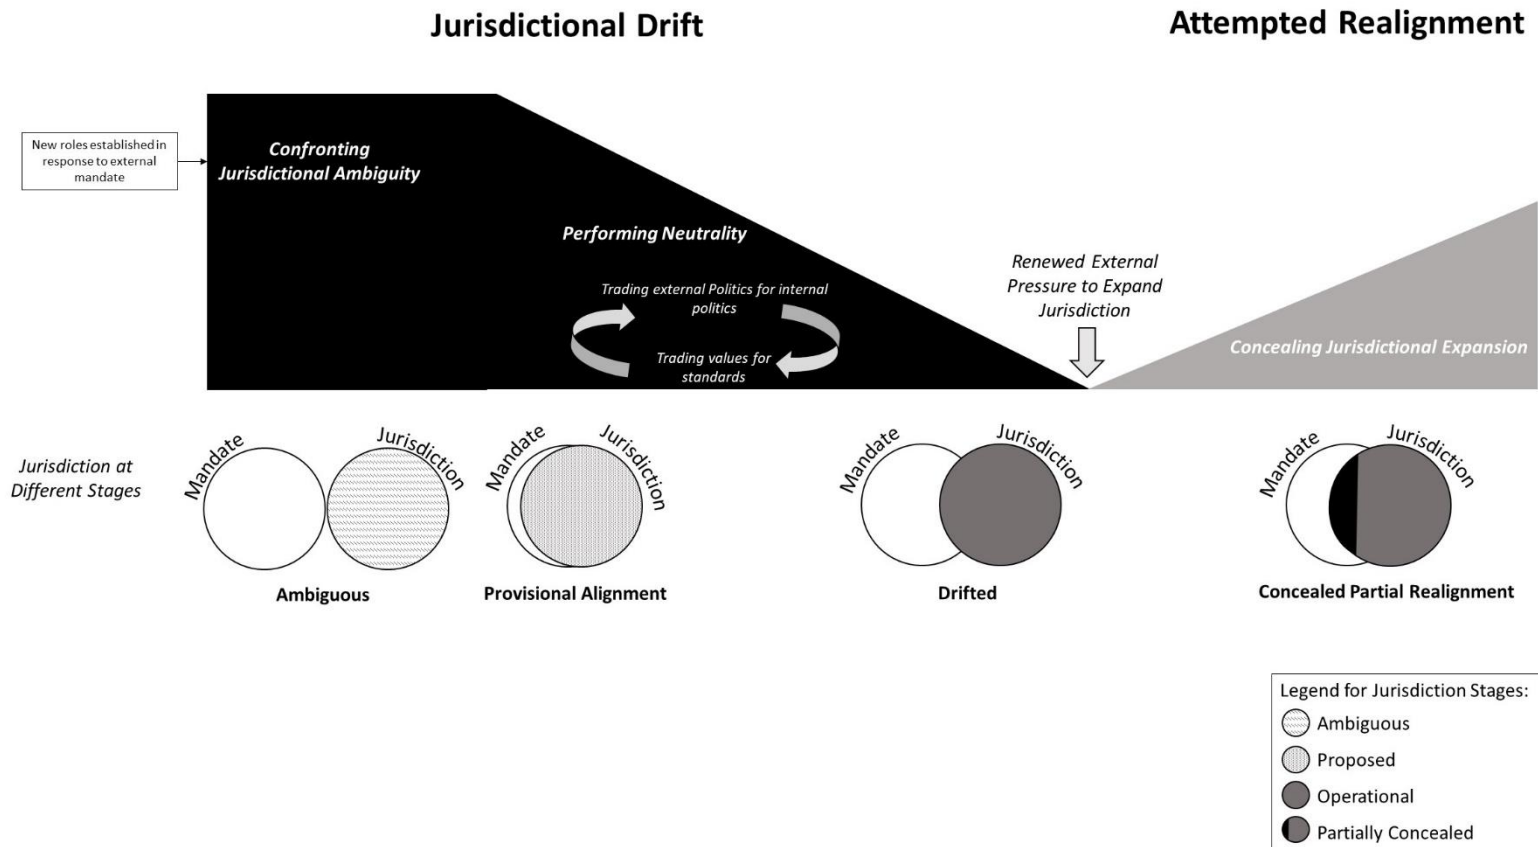 Jurisdictional Drift
Attempted Realignment
New roles established in
response to external
mandate
Confronting
Jurisdictional Ambiguity
Performing Neutrality
Trading external Politics for internal
politics
Trading values for
standards
Renewed External
Pressure to Expand
Jurisdiction
Concealing Jurisdictional Expansion
Jurisdiction at
Different Stages
Mandate
Jurisdiction
Ambiguous
Mandate
Jurisdiction
Provisional Alignment
Mandate
Jurisdiction
Drifted
Mandate
Jurisdiction
Concealed Partial Realignment
Legend for Jurisdiction Stages:
Ambiguous
Proposed
Operational
Partially Concealed